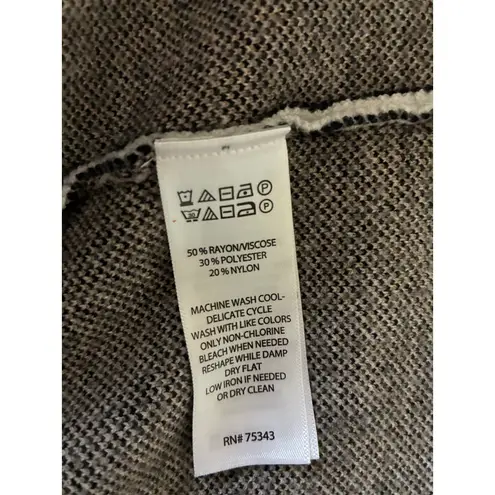 50 % RAYON/VISCOSE
30 % POLYESTER
20 % NYLON
MACHINE WASH COOL-
DELICATE CYCLE
WASH WITH LIKE COLORS
ONLY NON-CHLORINE
BLEACH WHEN NEEDED
RESHAPE WHILE DAMP
DRY FLAT
LOW IRON IF NEEDED
OR DRY CLEAN
RN# 75343